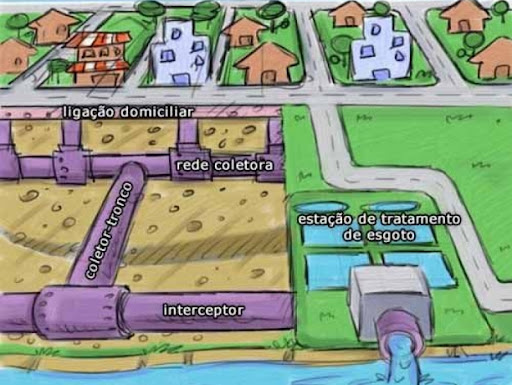 ligação domiciliar
rede coletora
coletor-tronco
estação de tratamento
de esgoto
interceptor